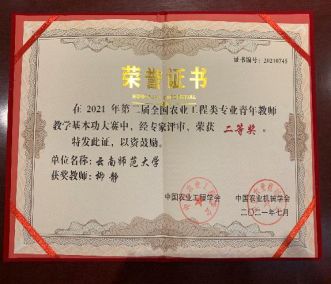 证书编号：20210745
荣誉证书
在 2021 年第二届全国农业工程类专业青年教师
教学基本功大赛中，经专家评审，荣获 二等奖。
特发此证，以资鼓励。
单位名称：云南师范大学
获奖教师：柳静
中国农业工程学会 中国农业机械学会
二〇二一年七月